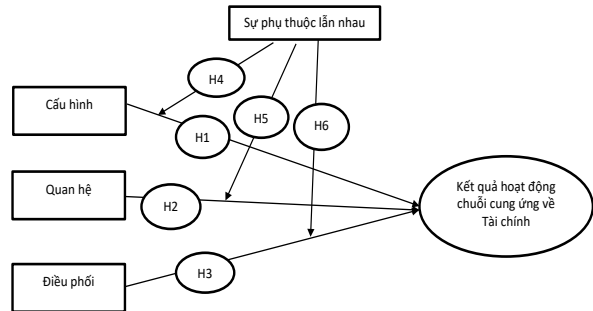 Sự phụ thuộc lẫn nhau
H4
Cấu hình
H5
H6
H1
Quan hệ
H2
Kết quả hoạt động
chuỗi cung ứng về
Tài chính
Điều phối
H3